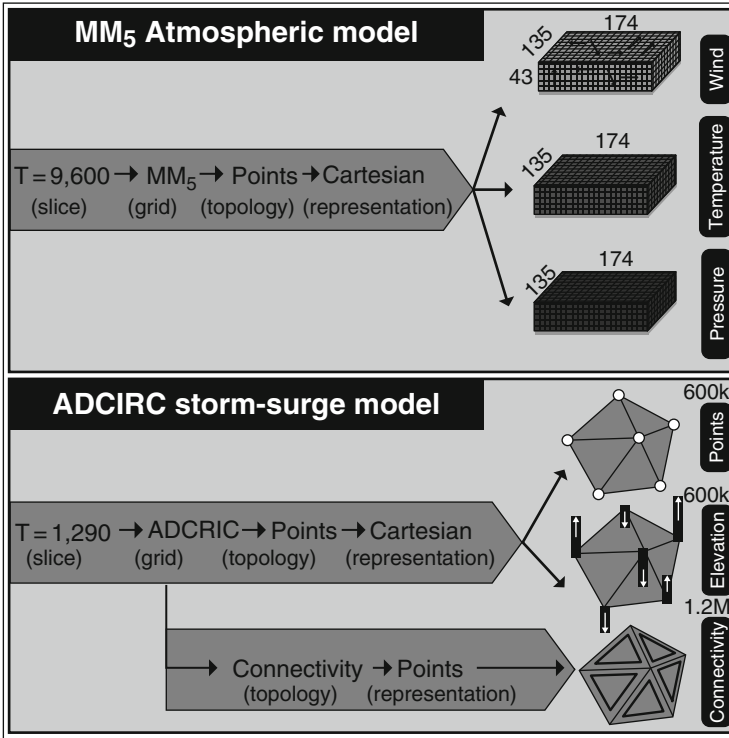 MM5 Atmospheric model
174
135
43
Wind
T = 9,600 → MM5 → Points → Cartesian
(slice) (grid) (topology) (representation)
174
135
Temperature
174
135
Pressure
ADCIRC storm-surge model
600k
Points
T = 1,290 → ADCRIC → Points → Cartesian
(slice) (grid) (topology) (representation)
600k
Elevation
1.2M
Connectivity
Connectivity → Points
(topology) (representation)